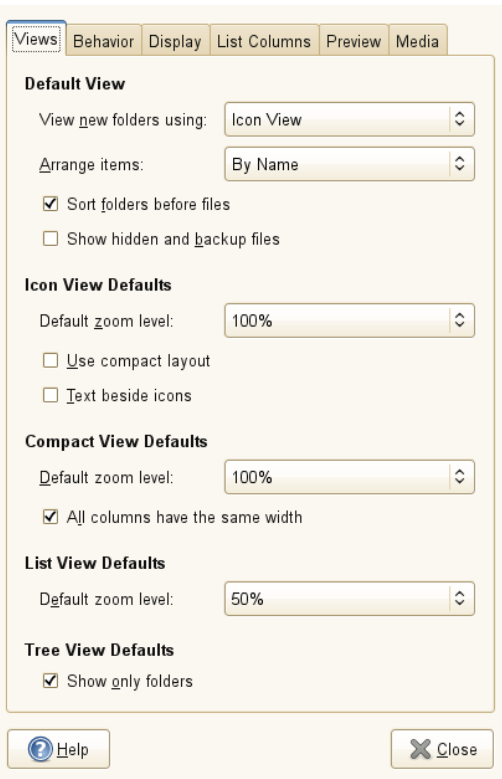 Views Behavior Display List Columns Preview Media
Default View
View new folders using: Icon View
Arrange items: By Name
Sort folders before files
Show hidden and backup files
Icon View Defaults
Default zoom level: 100%
Use compact layout
Text beside icons
Compact View Defaults
Default zoom level: 100%
All columns have the same width
List View Defaults
Default zoom level: 50%
Tree View Defaults
Show only folders
Help Close